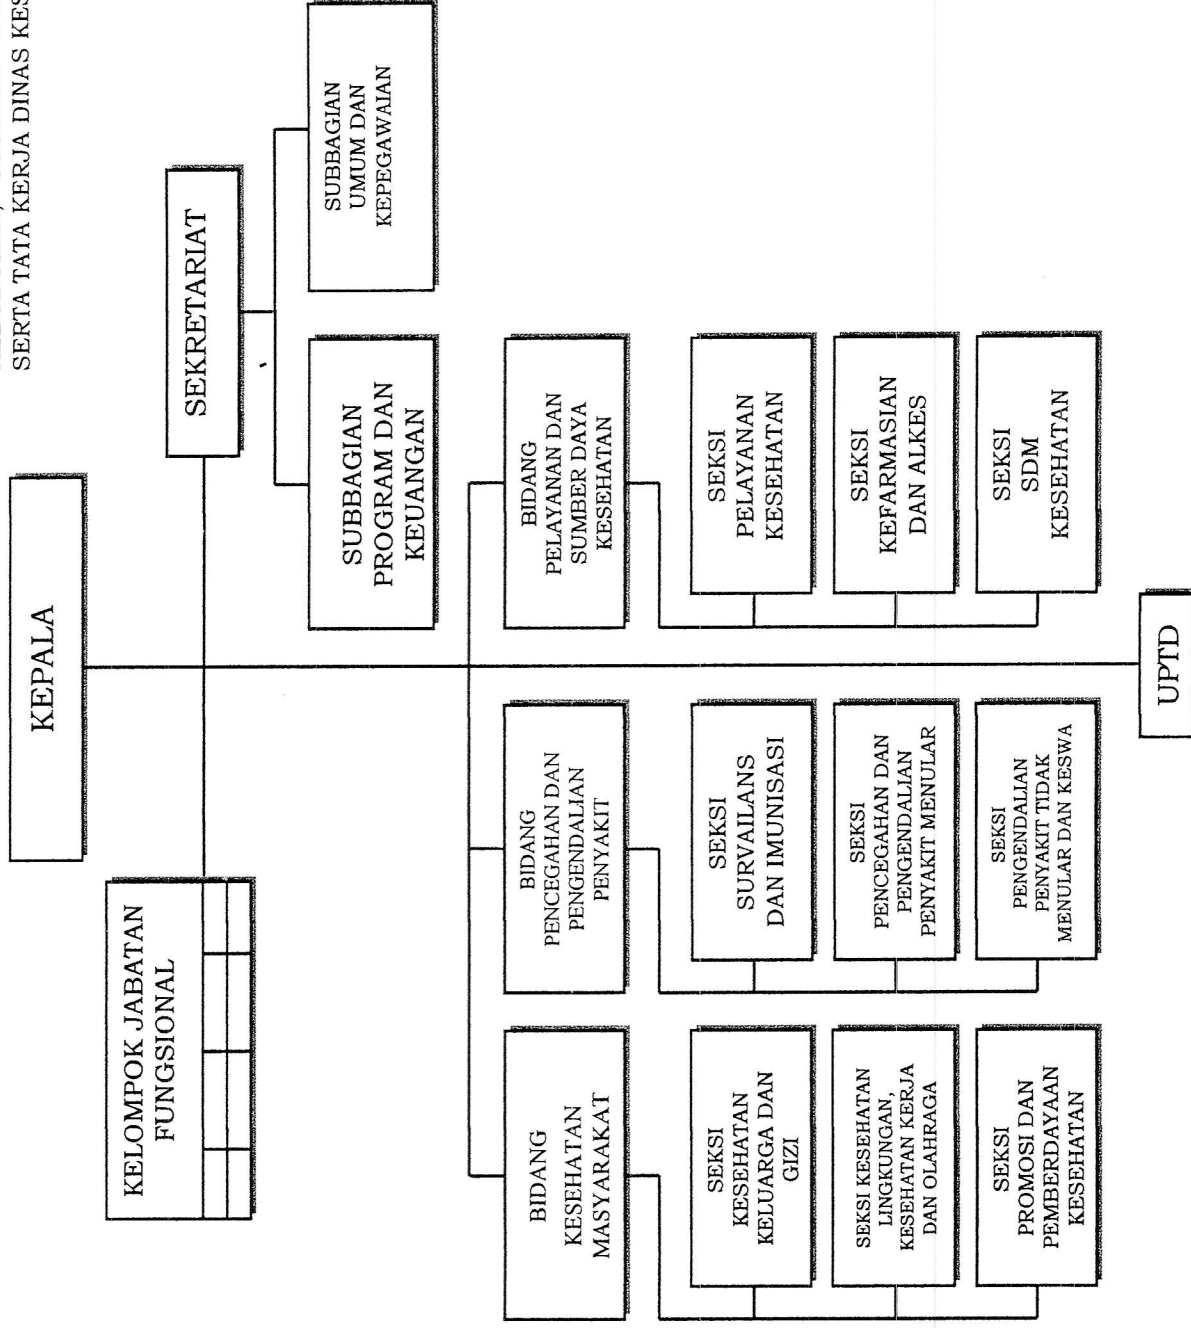 SERTA TATA KERJA DINAS
KEPALA
KELOMPOK JABATAN
FUNGSIONAL
SEKRETARIAT
SUBBAGIAN
PROGRAM DAN
KEUANGAN
SUBBAGIAN
UMUM DAN
KEPEGAWAIAN
BIDANG
KESEHATAN
MASYARAKAT
BIDANG
PENCEGAHAN DAN
PENGENDALIAN
PENYAKIT
BIDANG
PELAYANAN DAN
SUMBER DAYA
KESEHATAN
SEKSI
KESEHATAN
KELUARGA DAN
GIZI
SEKSI
SURVAILANS
DAN IMUNISASI
SEKSI
PELAYANAN
KESEHATAN
SEKSI KESEHATAN
LINGKUNGAN,
KESEHATAN KERJA
DAN OLAHRAGA
SEKSI
PENCEGAHAN DAN
PENGENDALIAN
PENYAKIT MENULAR
SEKSI
KEFARMASIAN
DAN ALKES
SEKSI
PROMOSI DAN
PEMBERDAYAAN
KESEHATAN
SEKSI
PENGENDALIAN
PENYAKIT TIDAK
MENULAR DAN KESWA
SEKSI
SDM
KESEHATAN
UPTD